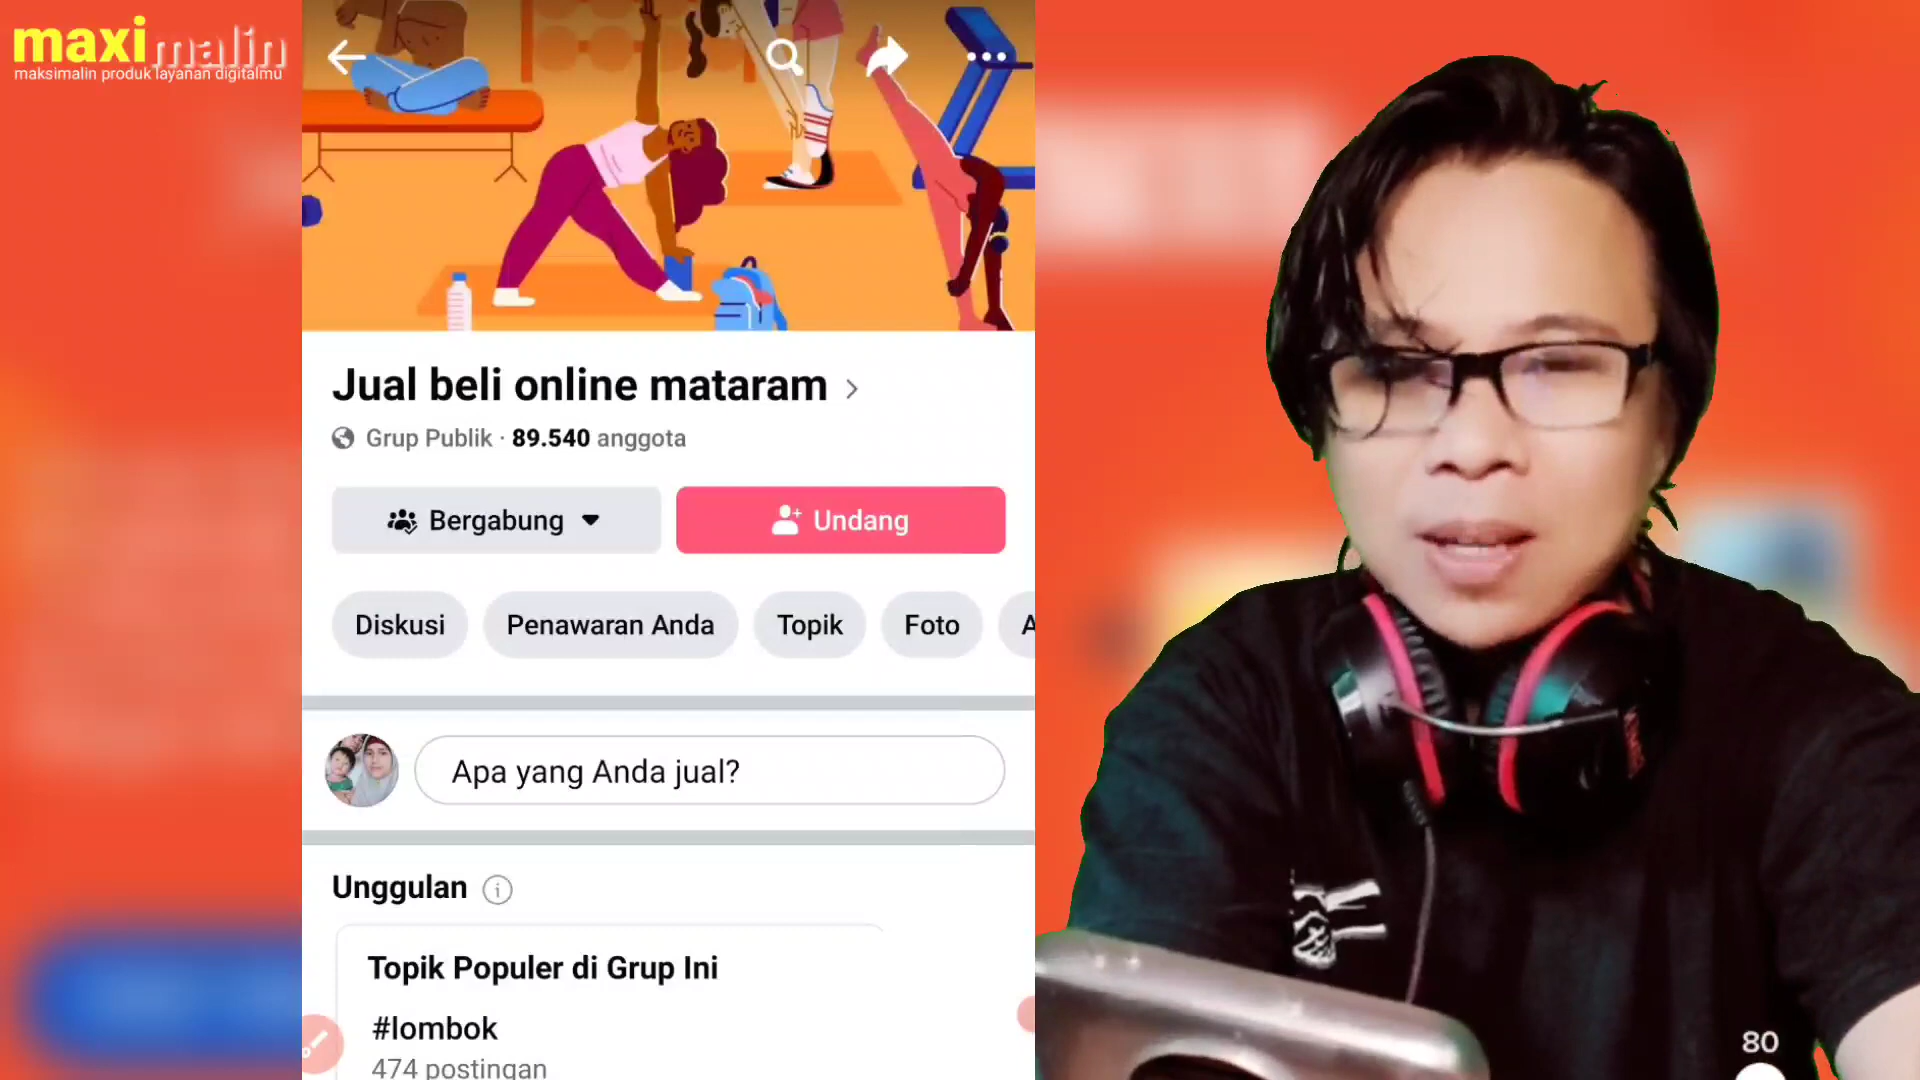 maximalin
maksimalin produk layanan digitalmu
Jual beli online mataram
Grup Publik · 89.540 anggota
Bergabung
Undang
Diskusi
Penawaran Anda
Topik
Foto
A
Apa yang Anda jual?
Unggulan
Topik Populer di Grup Ini
#lombok
474 postingan
80